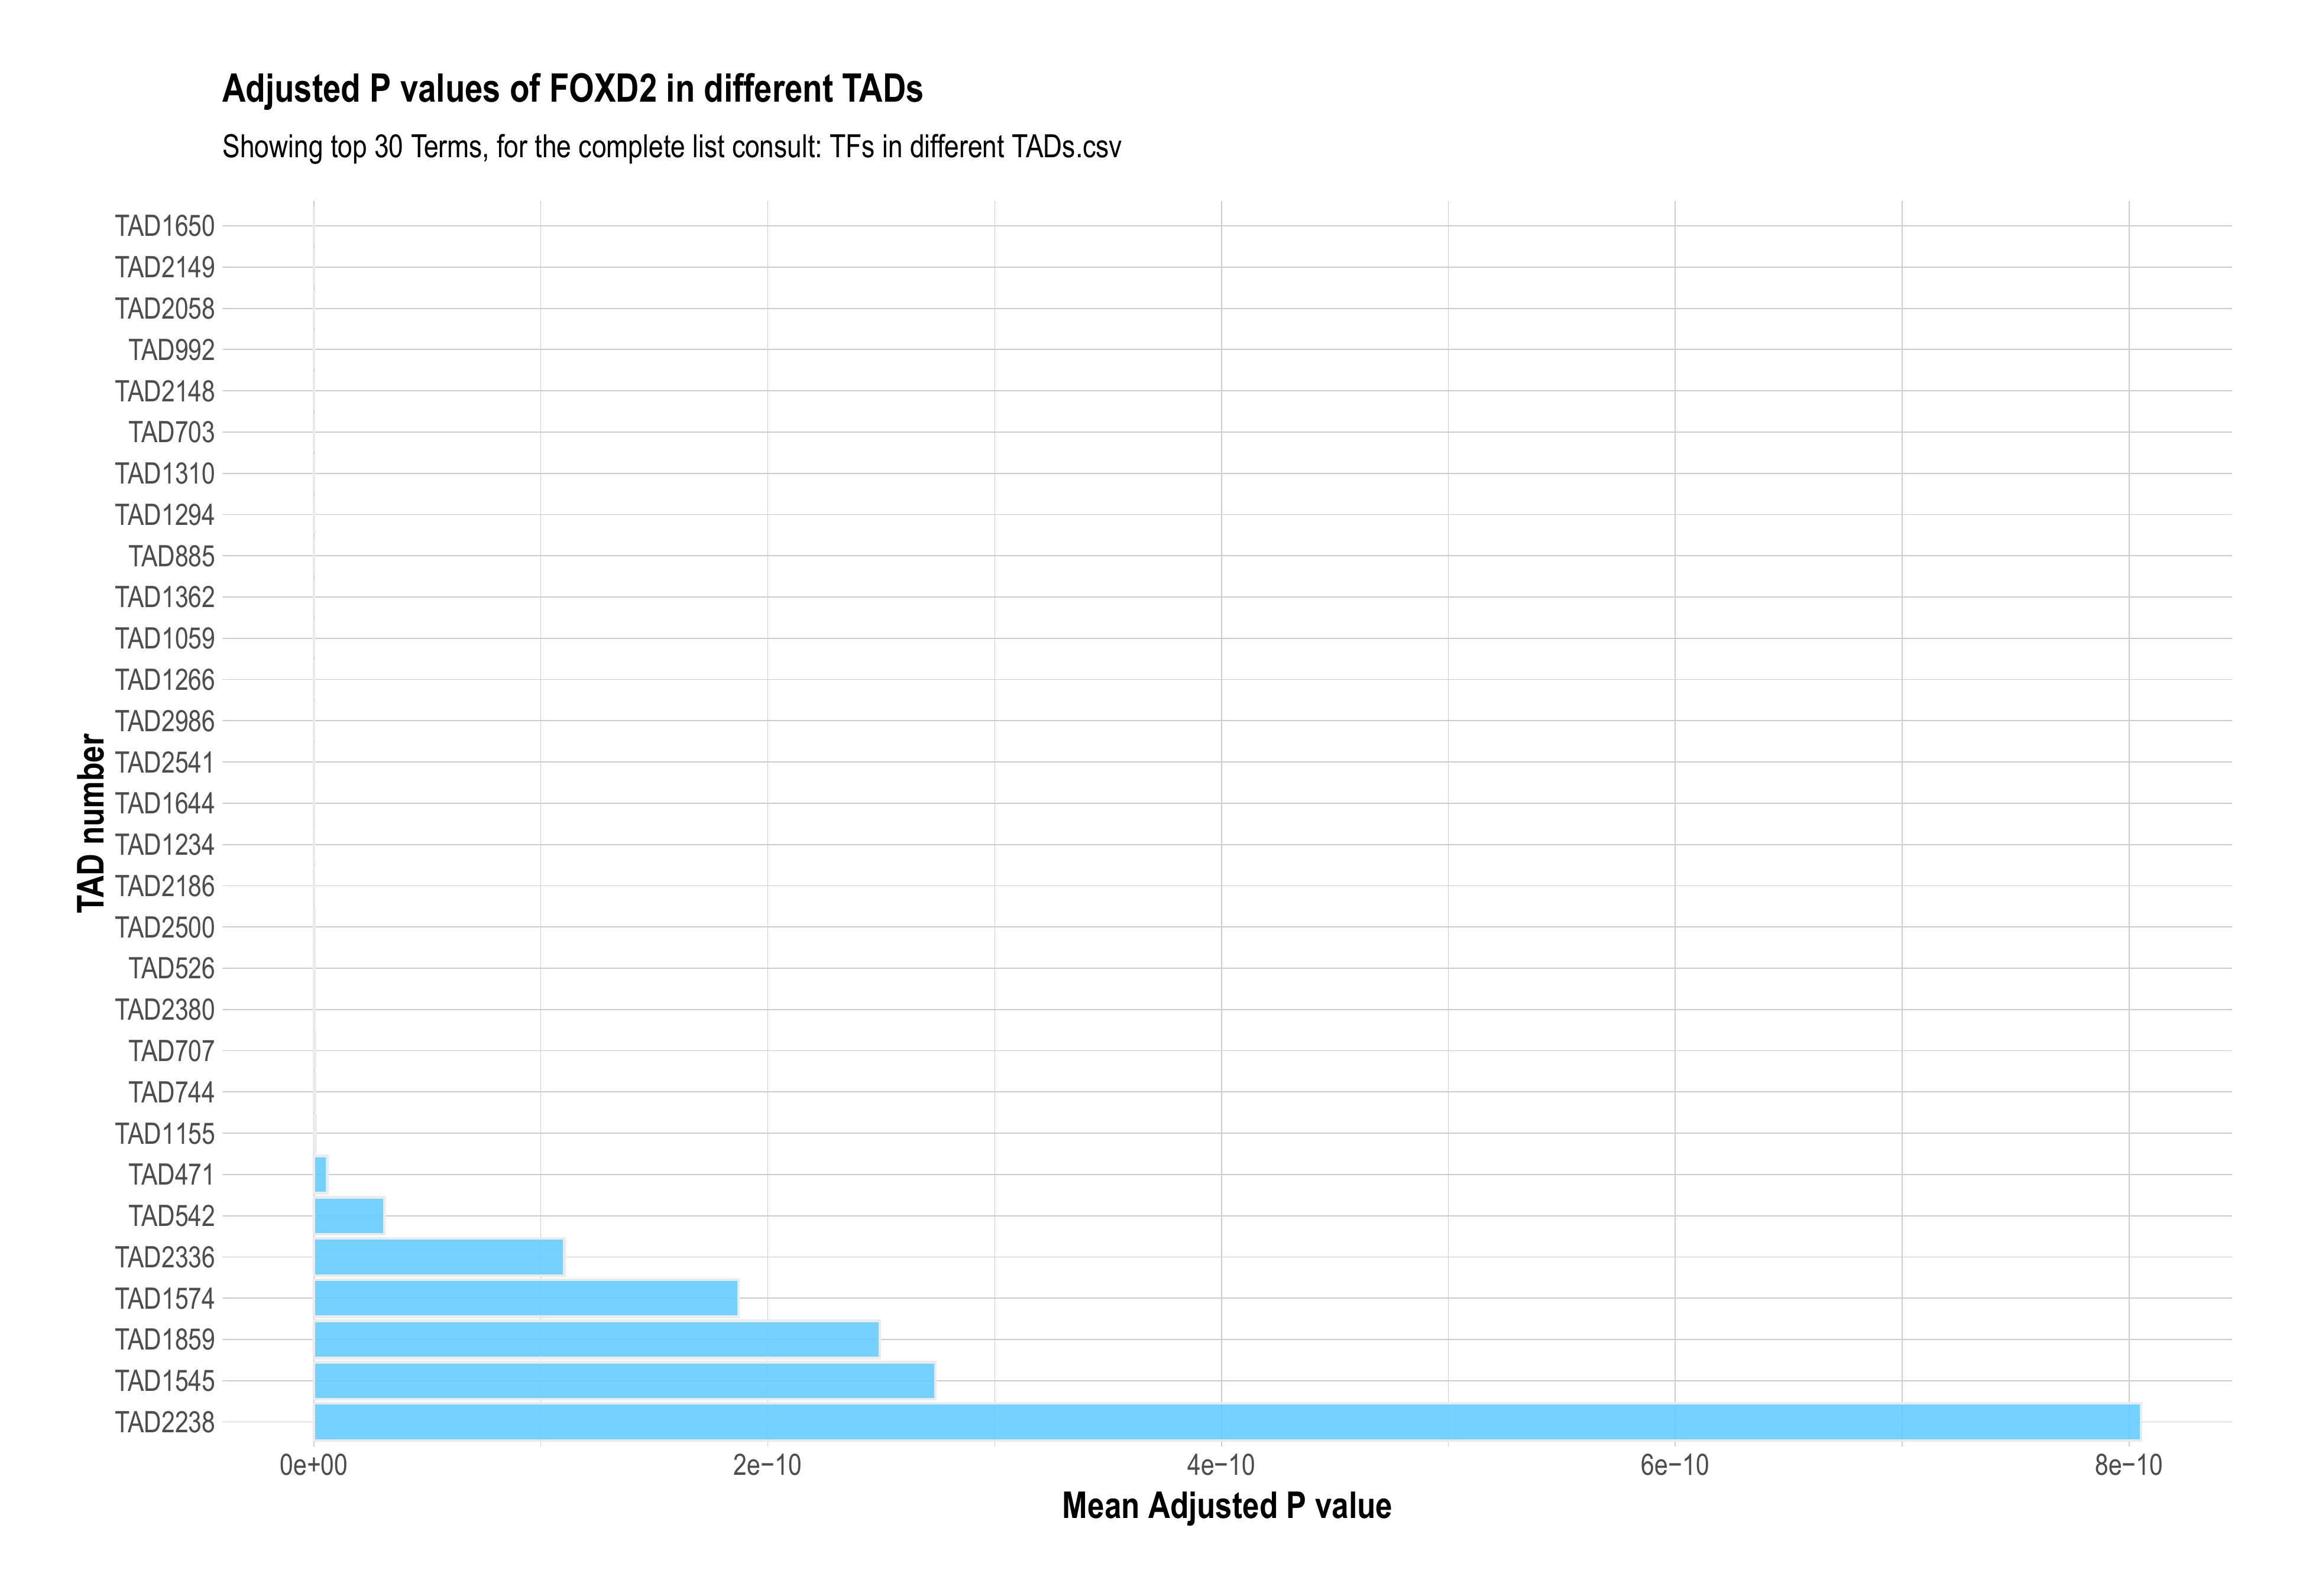 Adjusted P values of FOXD2 in different TADs
Showing top 30 Terms, for the complete list consult: TFs in different TADs.csv
TAD number
TAD1650
TAD2149
TAD2058
TAD992
TAD2148
TAD703
TAD1310
TAD1294
TAD885
TAD1362
TAD1059
TAD1266
TAD2986
TAD2541
TAD1644
TAD1234
TAD2186
TAD2500
TAD526
TAD2380
TAD707
TAD744
TAD1155
TAD471
TAD542
TAD2336
TAD1574
TAD1859
TAD1545
TAD2238
0e+00 2e−10 4e−10 6e−10 8e−10
Mean Adjusted P value